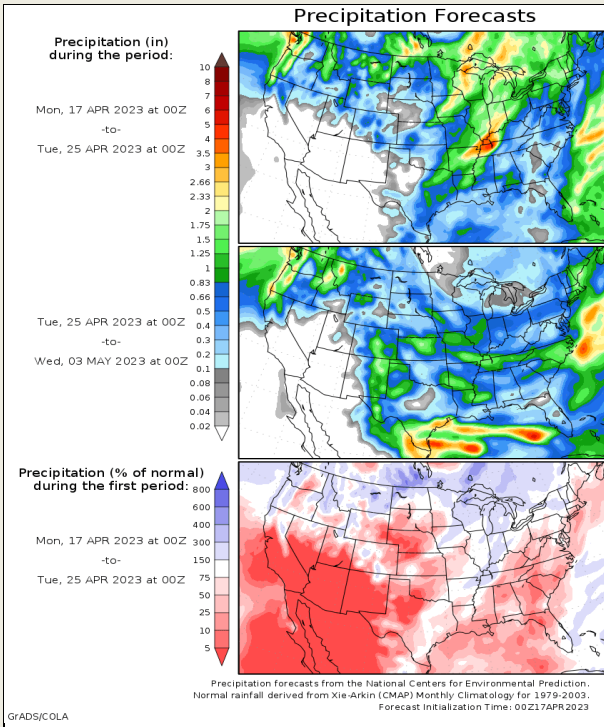 Precipitation Forecasts
Precipitation (in)
during the period:
Mon, 17 APR 2023 at 00Z
-to-
Tue, 25 APR 2023 at 00Z
10
8
7
6
5
4
3.5
3
2.66
2.33
2
1.75
1.5
1.25
1
0.83
0.66
0.5
0.4
0.3
0.2
0.1
0.08
0.06
0.04
0.02
Tue, 25 APR 2023 at 00Z
-to-
Wed, 03 MAY 2023 at 00Z
Precipitation (% of normal)
during the first period:
Mon, 17 APR 2023 at 00Z
-to-
Tue, 25 APR 2023 at 00Z
800
600
400
300
150
75
50
25
10
5
Precipitation forecasts from the National Centers for Environmental Prediction.
Normal rainfall derived from Xie-Arkin (CMAP) Monthly Climatology for 1979-2003.
Forecast Initialization Time: 00Z17APR2023
GrADS/COLA